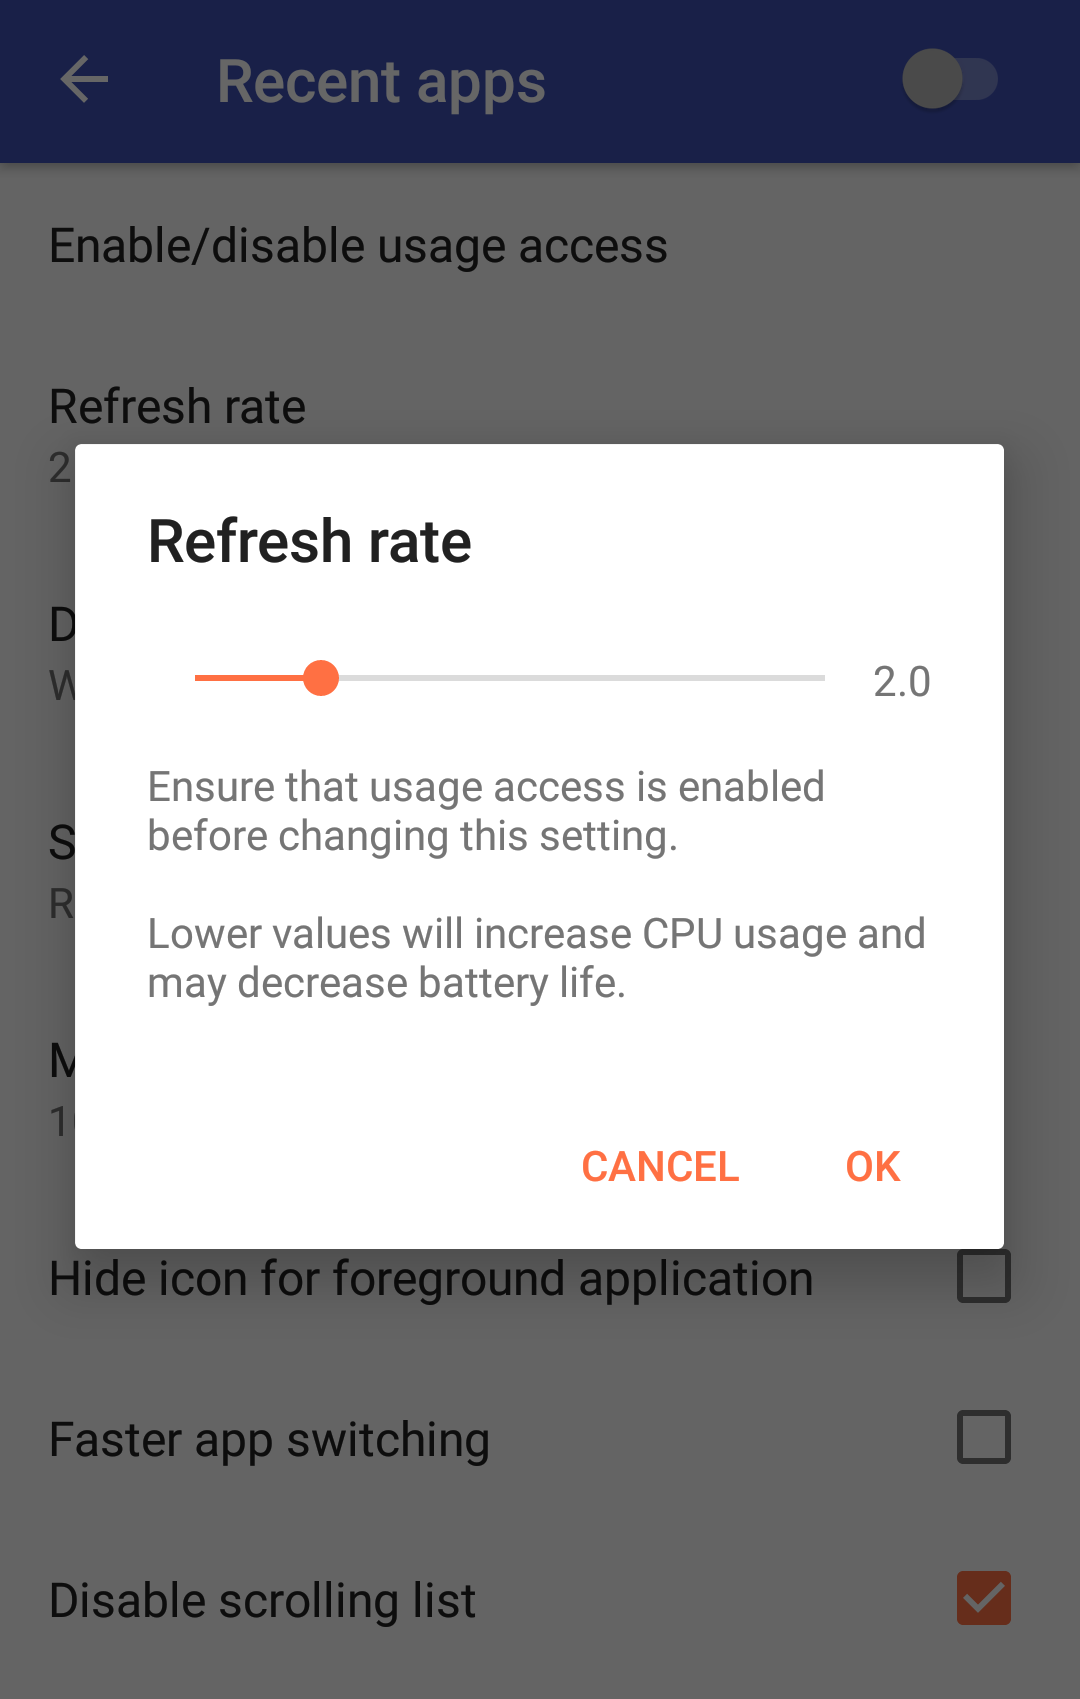 Recent apps
Enable/disable usage access
Refresh rate
2
Refresh rate
2.0
Ensure that usage access is enabled
before changing this setting.
Lower values will increase CPU usage and
may decrease battery life.
CANCEL OK
Hide icon for foreground application
Faster app switching
Disable scrolling list